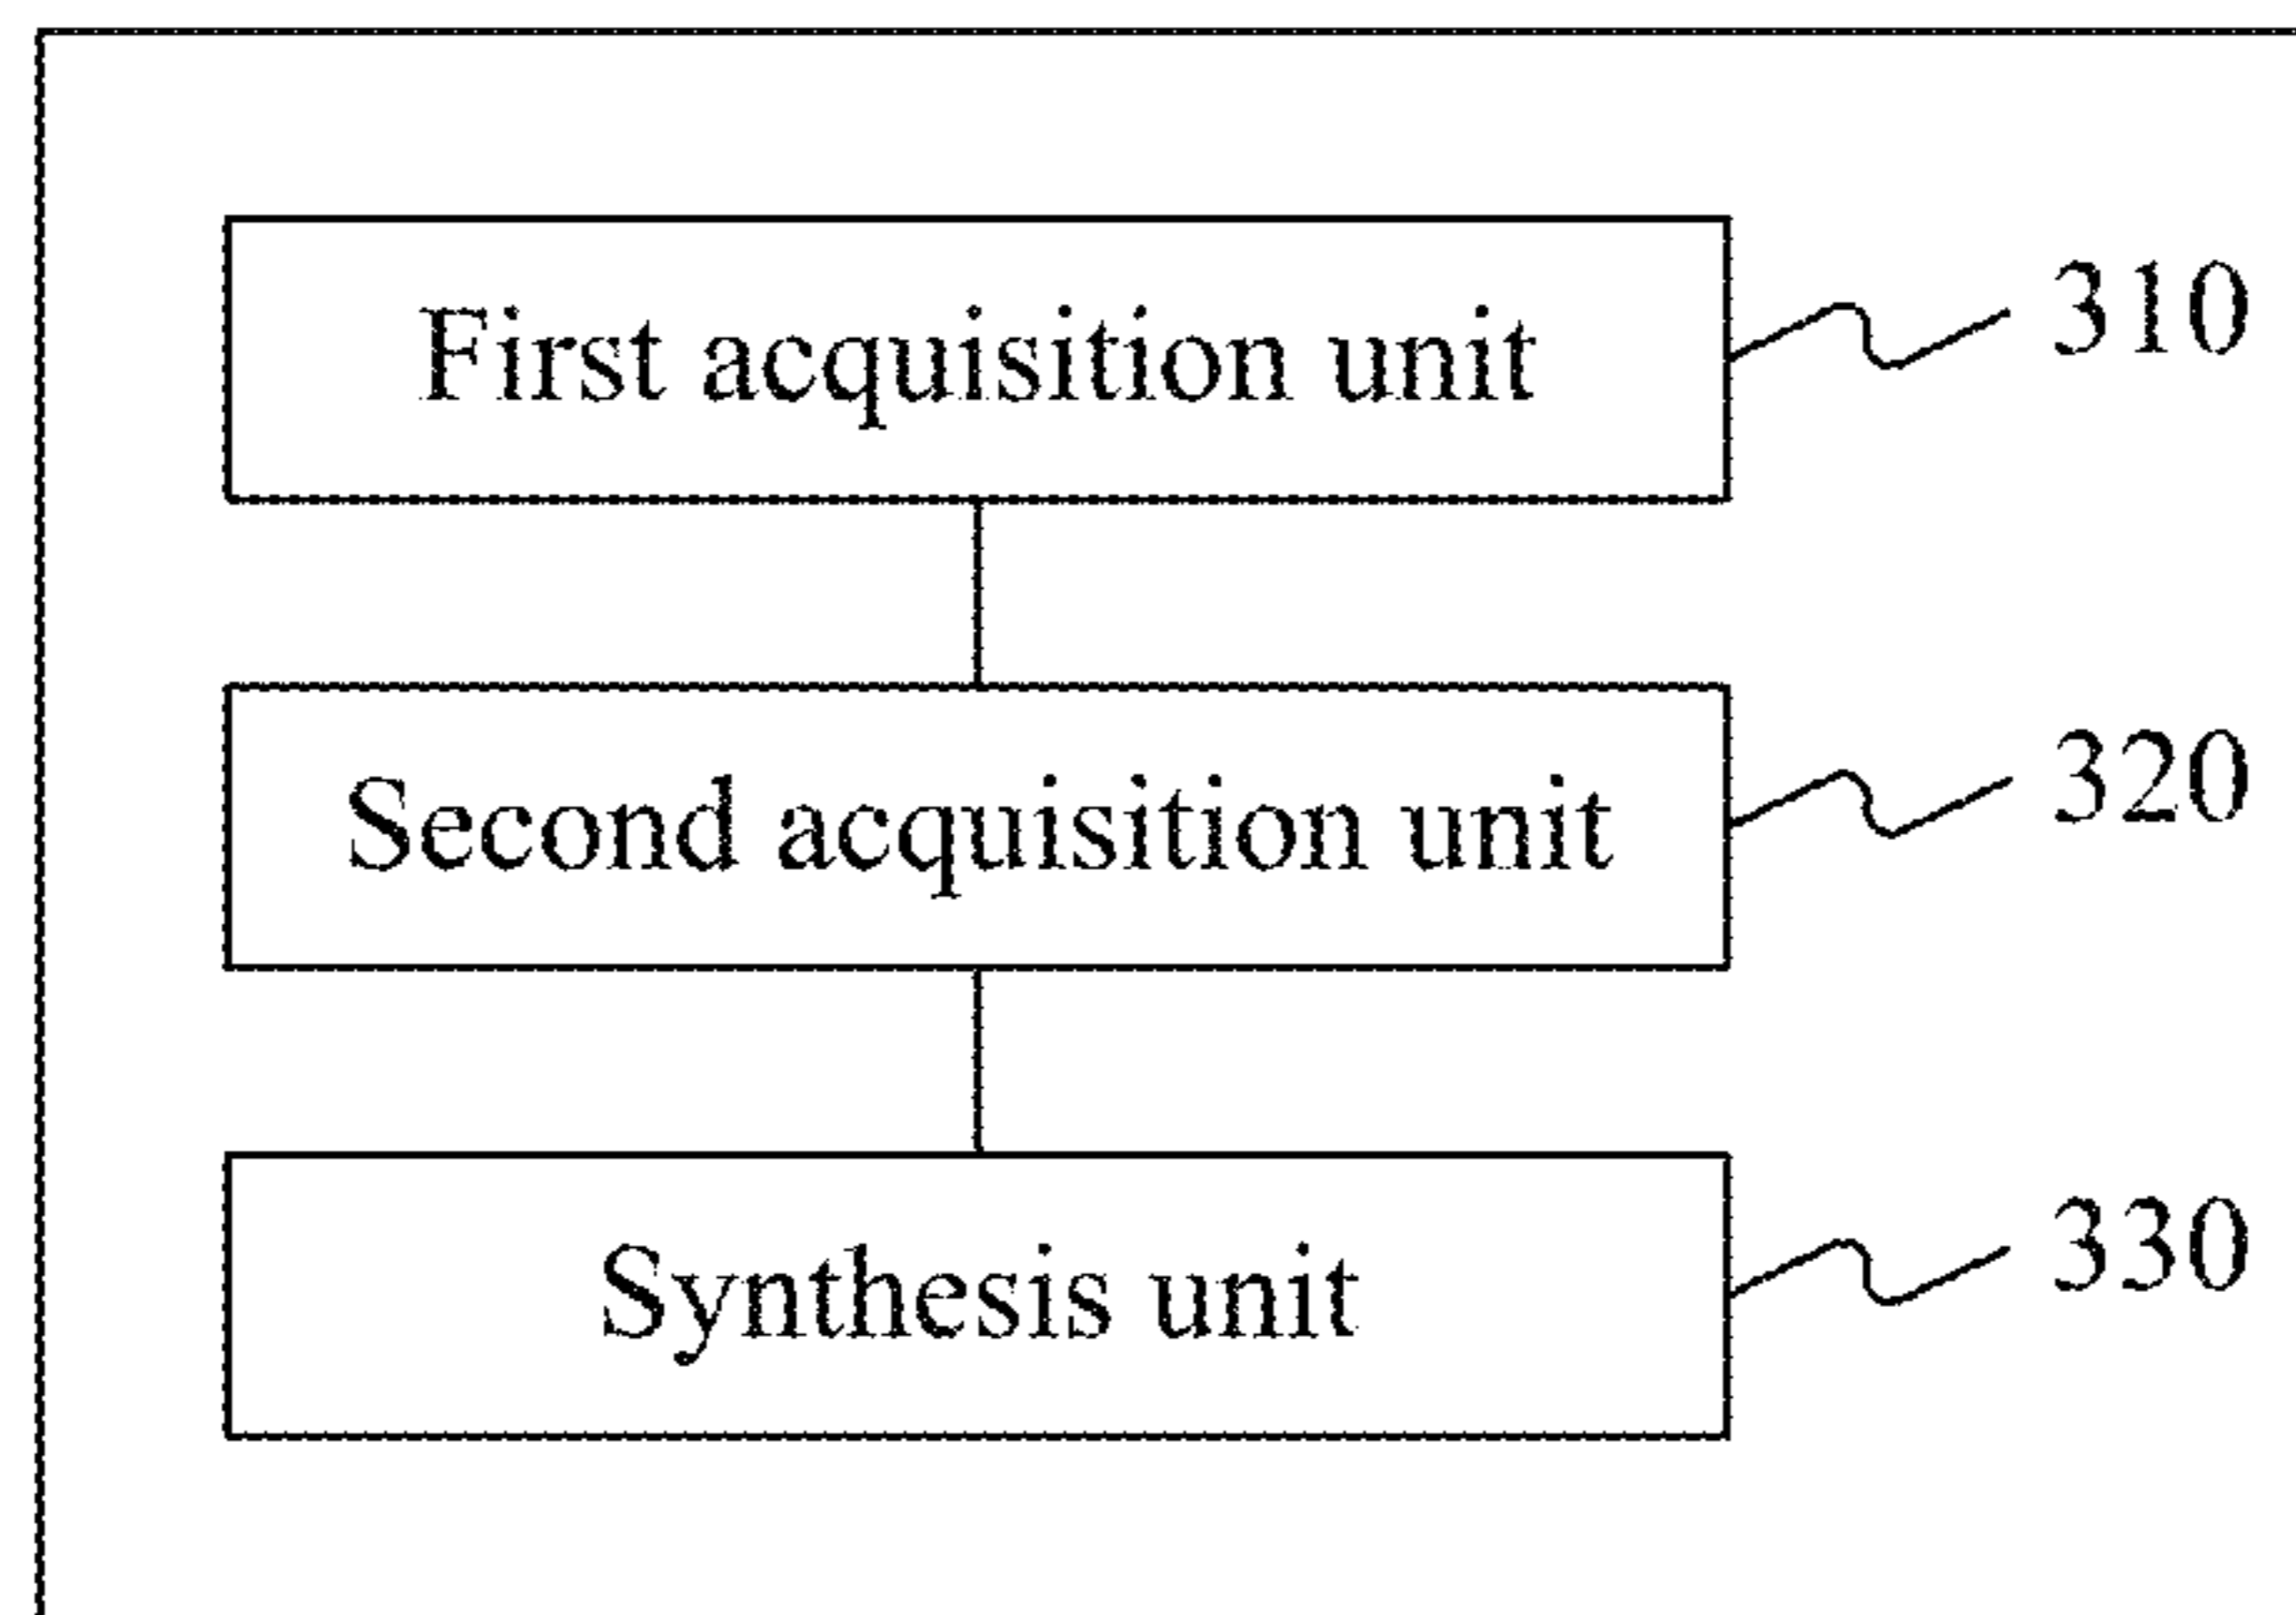 First acquisition unit 310
Second acquisition unit 320
Synthesis unit 330